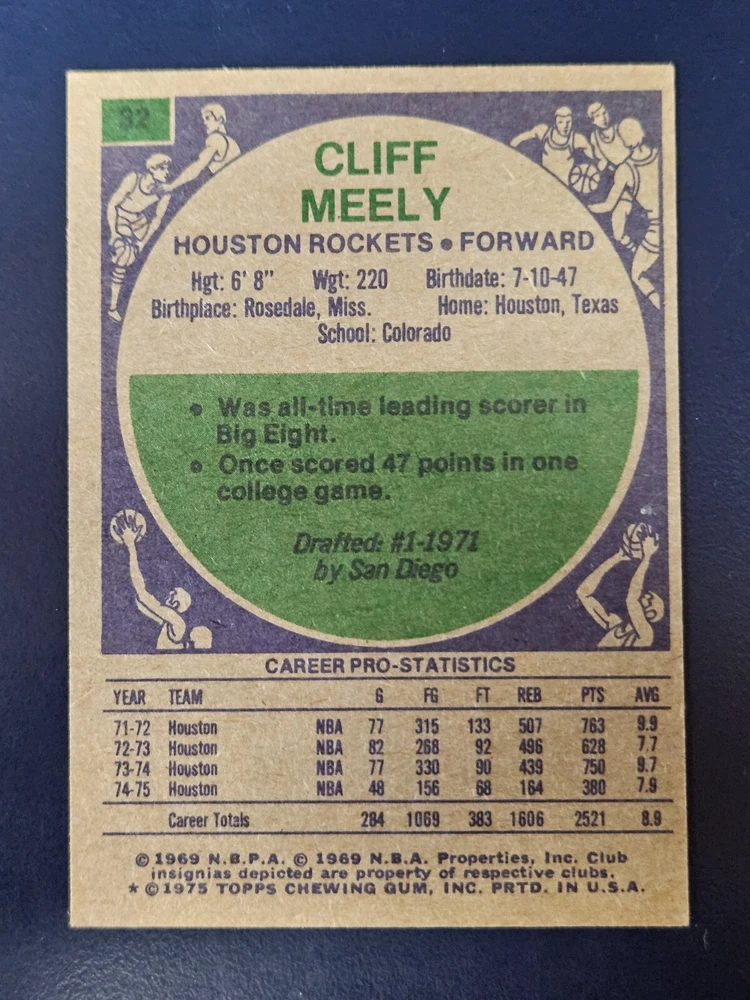 32
CLIFF
MEELY
HOUSTON ROCKETS • FORWARD
Hgt: 6' 8" Wgt: 220 Birthdate: 7-10-47
Birthplace: Rosedale, Miss. Home: Houston, Texas
School: Colorado
• Was all-time leading scorer in
Big Eight.
• Once scored 47 points in one
college game.
Drafted: #1-1971
by San Diego
CAREER PRO-STATISTICS
YEAR TEAM G FG FT REB PTS AVG
71-72 Houston NBA 77 315 133 507 763 9.9
72-73 Houston NBA 82 268 92 496 628 7.7
73-74 Houston NBA 77 330 90 439 750 9.7
74-75 Houston NBA 48 156 68 164 380 7.9
Career Totals 284 1069 383 1606 2521 8.9
© 1969 N.B.P.A. © 1969 N.B.A. Properties, Inc. Club
insignias depicted are property of respective clubs.
* © 1975 TOPPS CHEWING GUM, INC. PRTD. IN U.S.A.